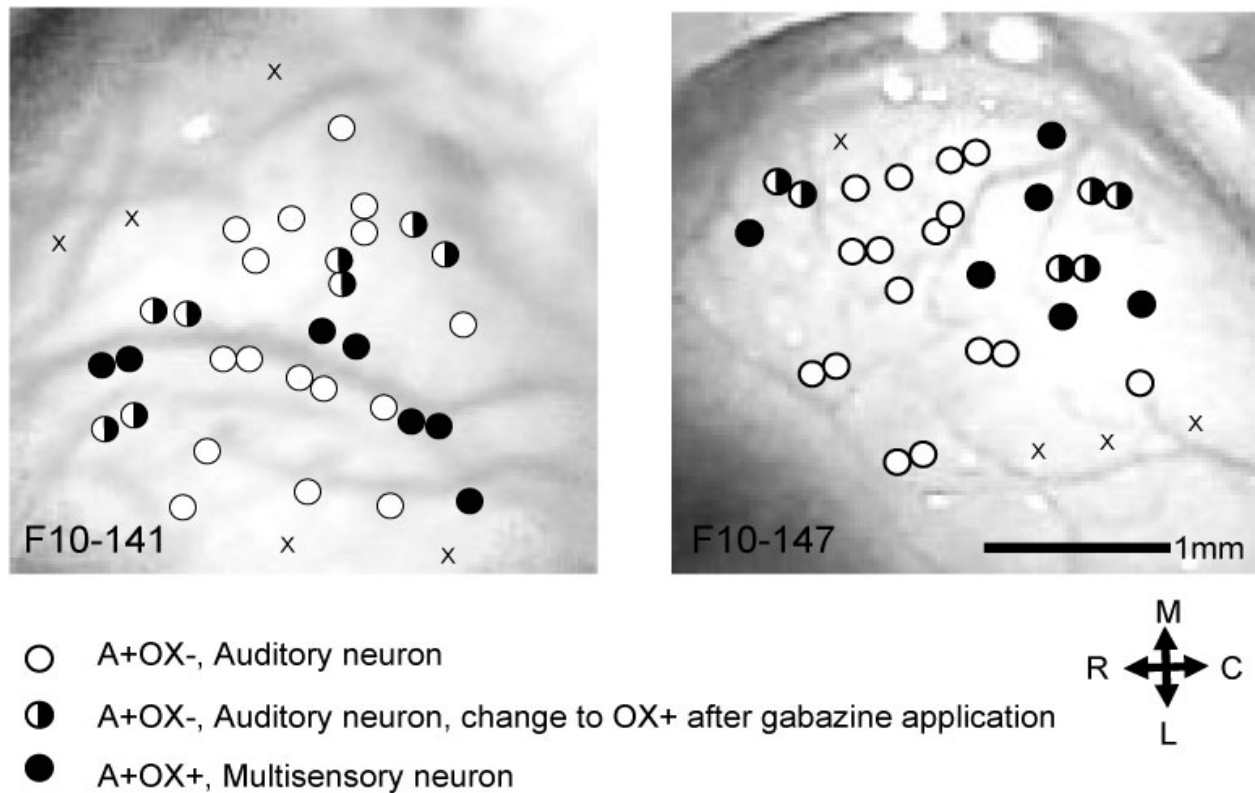 x
x
x
x
x
F10-141
x
x
x
x
F10-147
1mm
A+OX-, Auditory neuron
A+OX-, Auditory neuron, change to OX+ after gabazine application
A+OX+, Multisensory neuron
M
R C
L